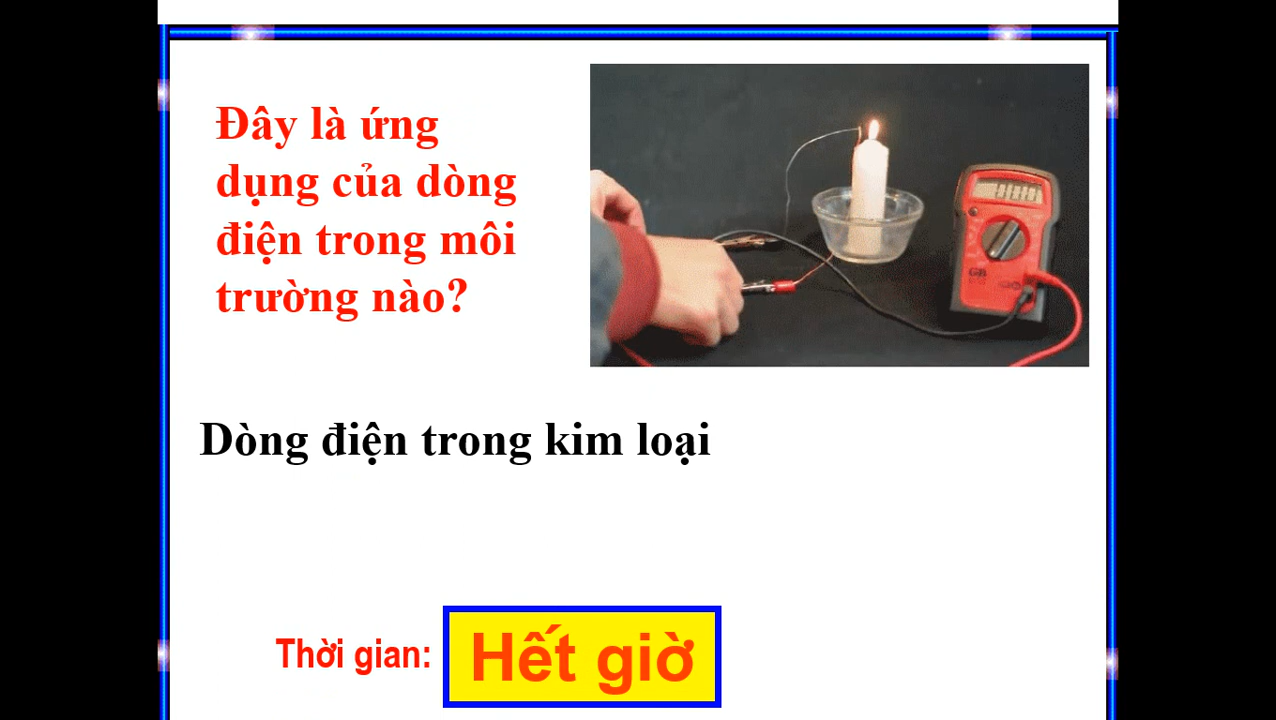 Đây là ứng
dụng của dòng
điện trong môi
trường nào?
GB
Dòng điện trong kim loại
Thời gian:
Hết giờ